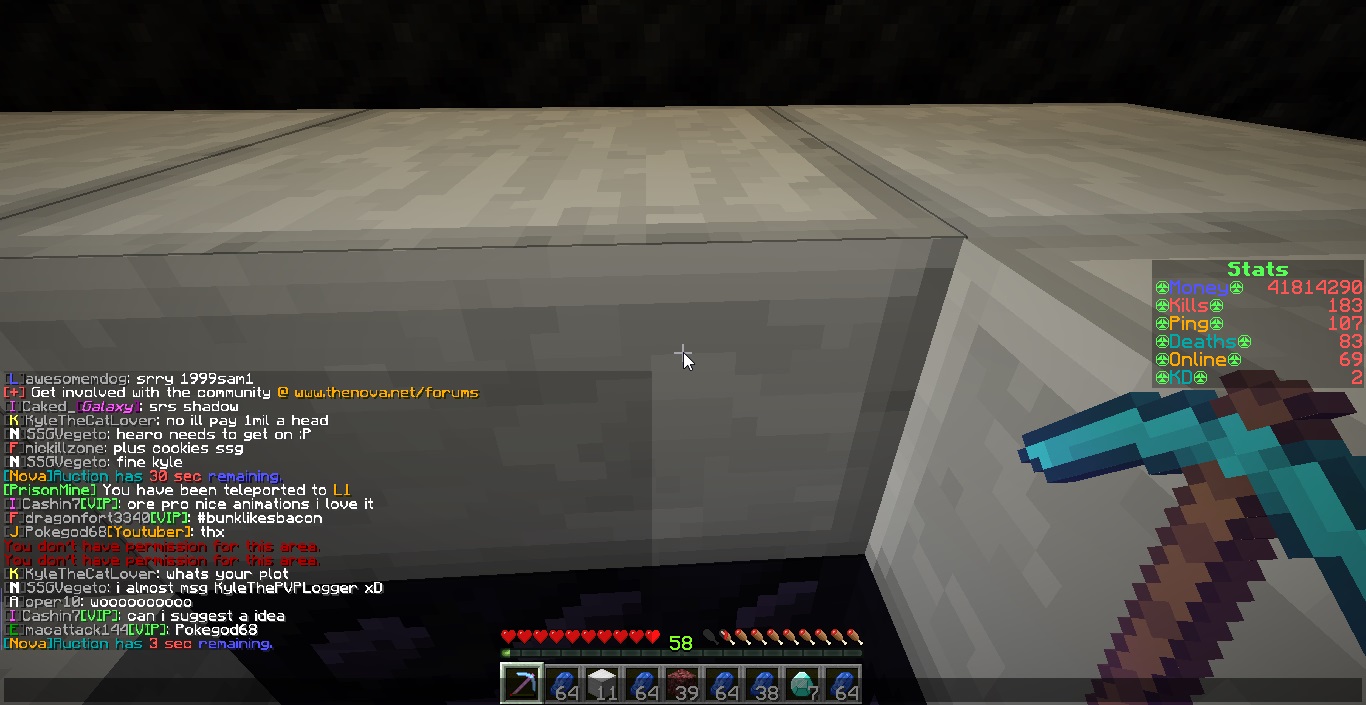 [L]awesomemdog: srry 1999sam1
[+] Get involved with the community @ www.thenova.net/forums
[I]Caked_[Galaxy]: srs shadow
[K]KyleTheCatLover: no ill pay 1mil a head
[N]SSGVegeto: hearo needs to get on :P
[F]nickillzone: plus cookies ssg
[N]SSGVegeto: fine kyle
[Nova]Auction has 30 sec remaining.
[PrisonMine] You have been teleported to L1
[I]Cashin7[VIP]: ore pro nice animations i love it
[F]dragonfort3340[VIP]: #bunklikesbacon
[J]Pokegod68[Youtuber]: thx
You don't have permission for this area.
You don't have permission for this area.
[K]KyleTheCatLover: whats your plot
[N]SSGVegeto: i almost msg KyleThePVPLogger xD
[A]oper10: woooooooooo
[I]Cashin7[VIP]: can i suggest a idea
[E]macattack144[VIP]: Pokegod68
[Nova]Auction has 3 sec remaining.
Stats
Money 41814290
Kills 183
Ping 107
Deaths 83
Online 69
KD 2
58
64 11 64 39 64 38 7 64